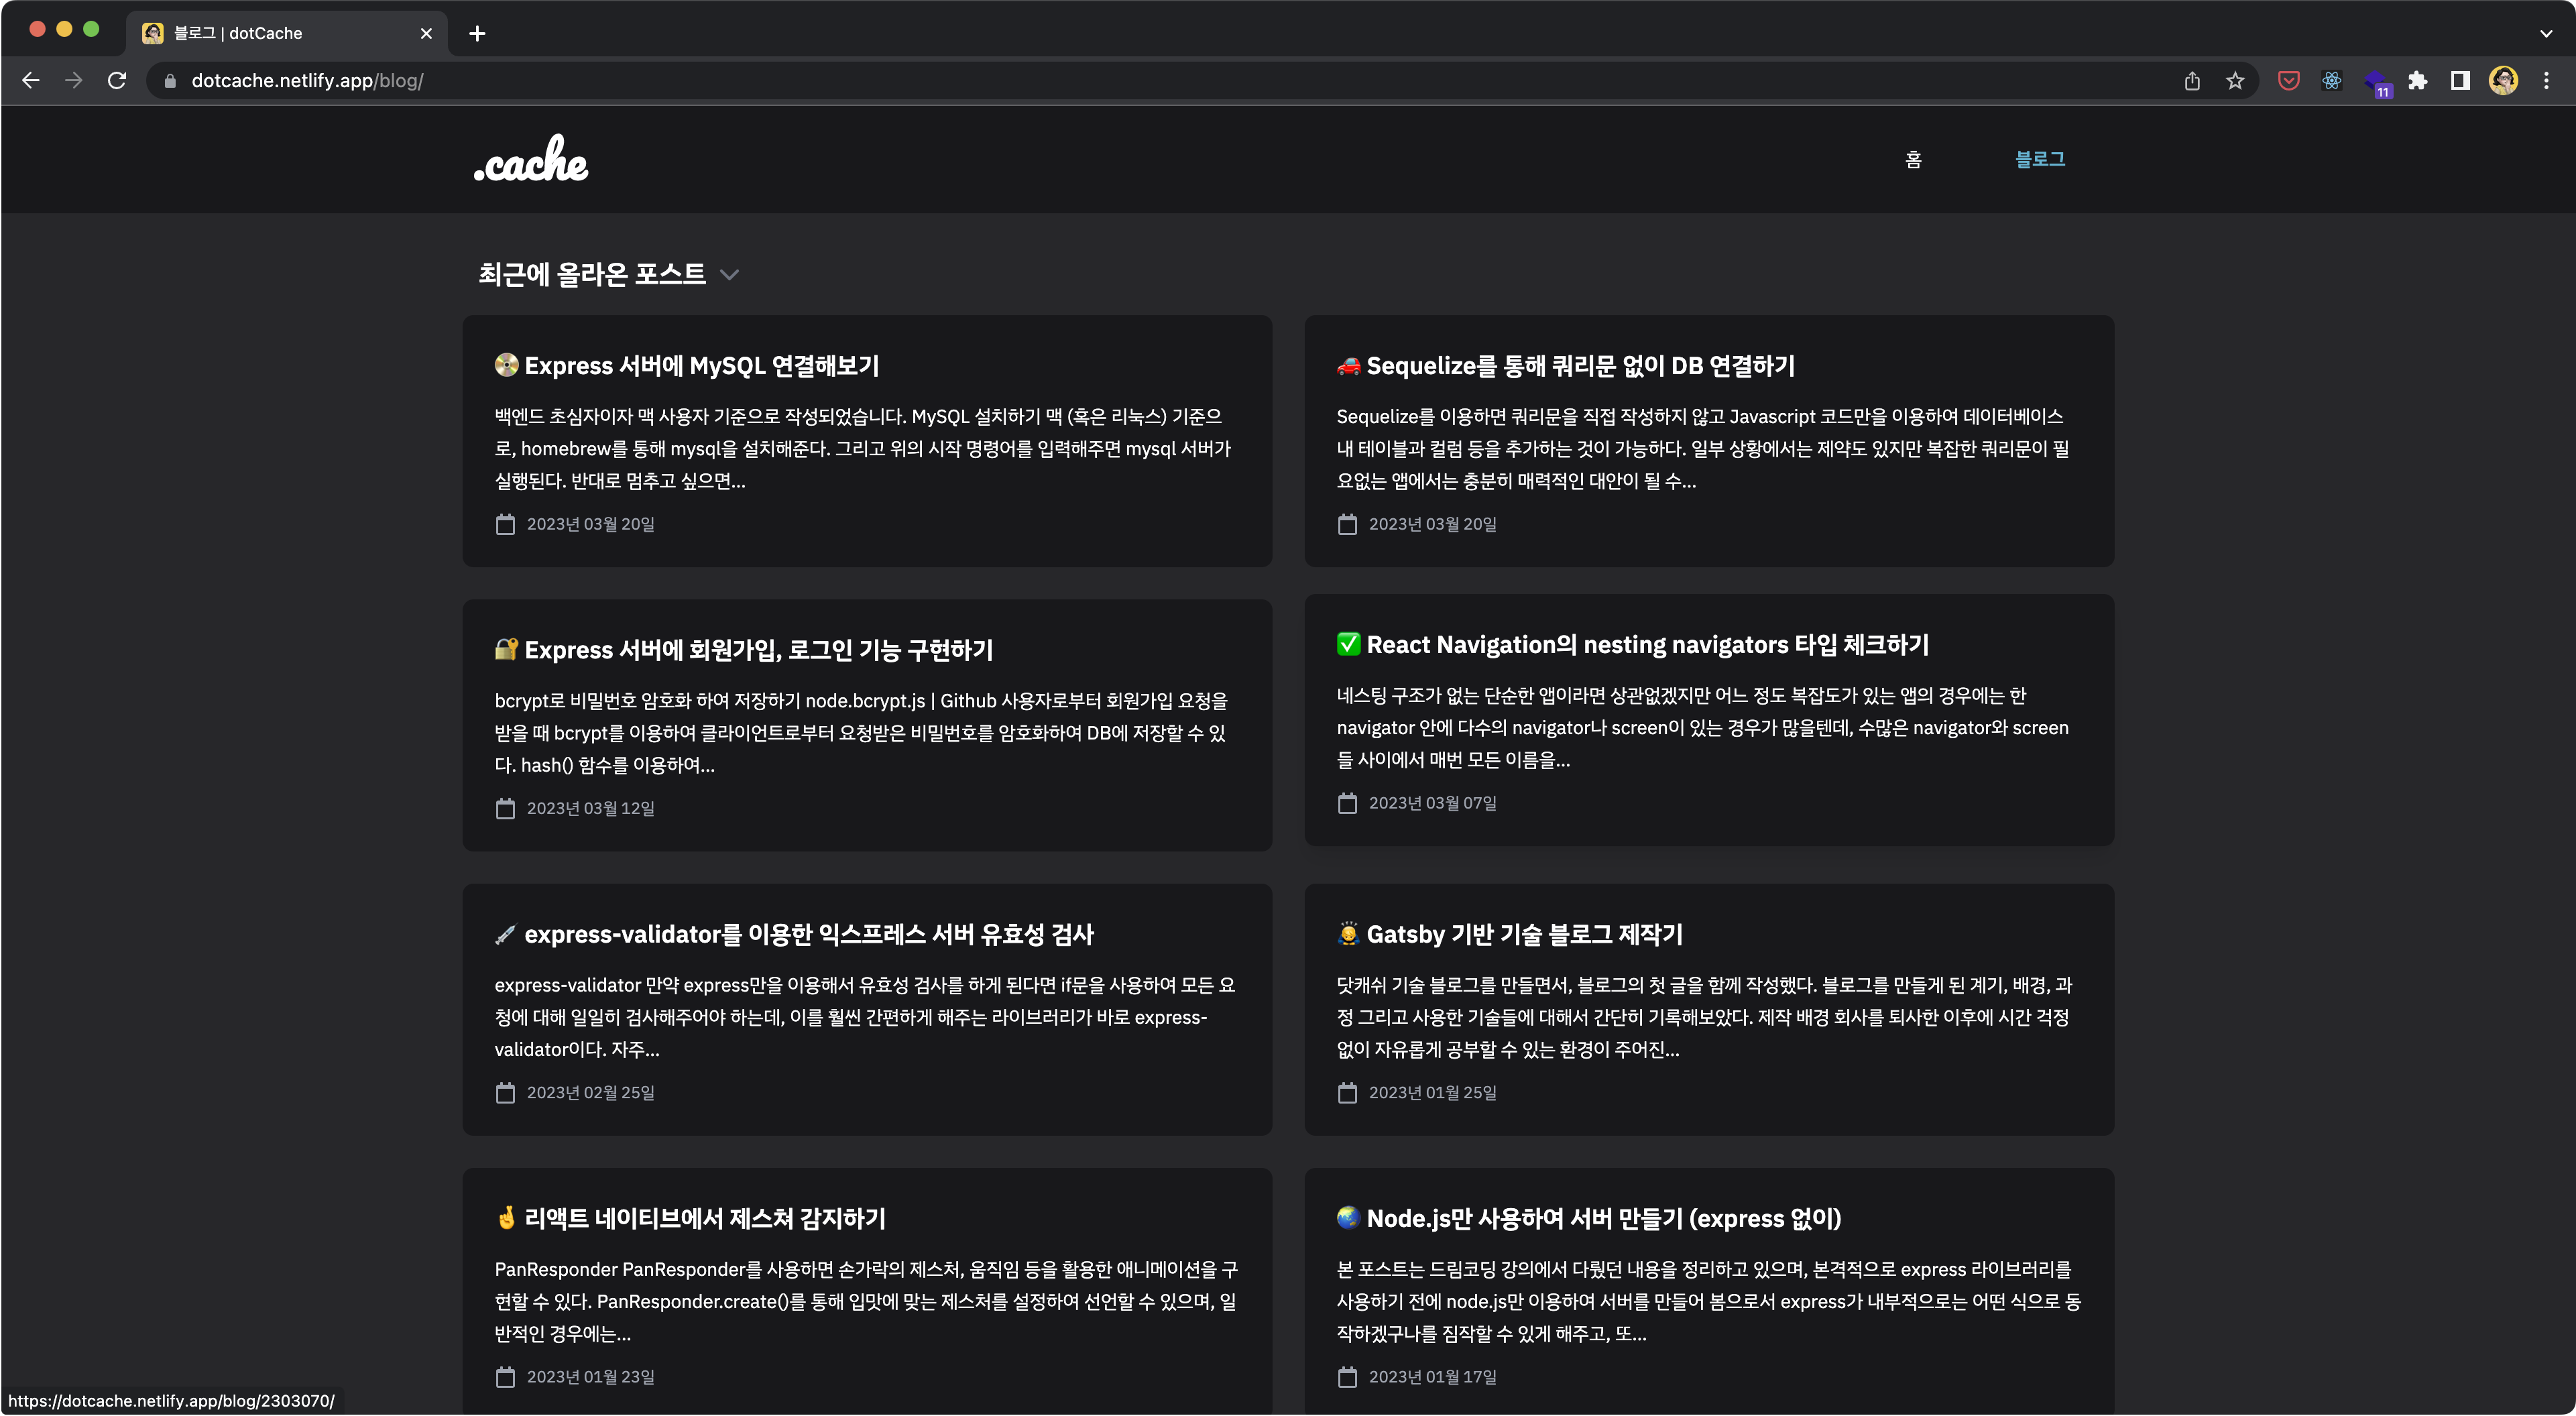 블로그 | dotCache
dotcache.netlify.app/blog/
11
.cache
홈
블로그
최근에 올라온 포스트
Express 서버에 MySQL 연결해보기
백엔드 초심자이자 맥 사용자 기준으로 작성되었습니다. MySQL 설치하기 맥 (혹은 리눅스) 기준으
로, homebrew를 통해 mysql을 설치해준다. 그리고 위의 시작 명령어를 입력해주면 mysql 서버가
실행된다. 반대로 멈추고 싶으면...
2023년 03월 20일
Sequelize를 통해 쿼리문 없이 DB 연결하기
Sequelize를 이용하면 쿼리문을 직접 작성하지 않고 Javascript 코드만을 이용하여 데이터베이스
내 테이블과 컬럼 등을 추가하는 것이 가능하다. 일부 상황에서는 제약도 있지만 복잡한 쿼리문이 필
요없는 앱에서는 충분히 매력적인 대안이 될 수...
2023년 03월 20일
Express 서버에 회원가입, 로그인 기능 구현하기
bcrypt로 비밀번호 암호화 하여 저장하기 node.bcrypt.js | Github 사용자로부터 회원가입 요청을
받을 때 bcrypt를 이용하여 클라이언트로부터 요청받은 비밀번호를 암호화하여 DB에 저장할 수 있
다. hash() 함수를 이용하여...
2023년 03월 12일
React Navigation의 nesting navigators 타입 체크하기
네스팅 구조가 없는 단순한 앱이라면 상관없겠지만 어느 정도 복잡도가 있는 앱의 경우에는 한
navigator 안에 다수의 navigator나 screen이 있는 경우가 많을텐데, 수많은 navigator와 screen
들 사이에서 매번 모든 이름을...
2023년 03월 07일
express-validator를 이용한 익스프레스 서버 유효성 검사
express-validator 만약 express만을 이용해서 유효성 검사를 하게 된다면 if문을 사용하여 모든 요
청에 대해 일일히 검사해주어야 하는데, 이를 훨씬 간편하게 해주는 라이브러리가 바로 express-
validator이다. 자주...
2023년 02월 25일
Gatsby 기반 기술 블로그 제작기
닷캐쉬 기술 블로그를 만들면서, 블로그의 첫 글을 함께 작성했다. 블로그를 만들게 된 계기, 배경, 과
정 그리고 사용한 기술들에 대해서 간단히 기록해보았다. 제작 배경 회사를 퇴사한 이후에 시간 걱정
없이 자유롭게 공부할 수 있는 환경이 주어진...
2023년 01월 25일
리액트 네이티브에서 제스쳐 감지하기
PanResponder PanResponder를 사용하면 손가락의 제스처, 움직임 등을 활용한 애니메이션을 구
현할 수 있다. PanResponder.create()를 통해 입맛에 맞는 제스처를 설정하여 선언할 수 있으며, 일
반적인 경우에는...
2023년 01월 23일
Node.js만 사용하여 서버 만들기 (express 없이)
본 포스트는 드림코딩 강의에서 다뤘던 내용을 정리하고 있으며, 본격적으로 express 라이브러리를
사용하기 전에 node.js만 이용하여 서버를 만들어 봄으로서 express가 내부적으로는 어떤 식으로 동
작하겠구나를 짐작할 수 있게 해주고, 또...
2023년 01월 17일
https://dotcache.netlify.app/blog/2303070/